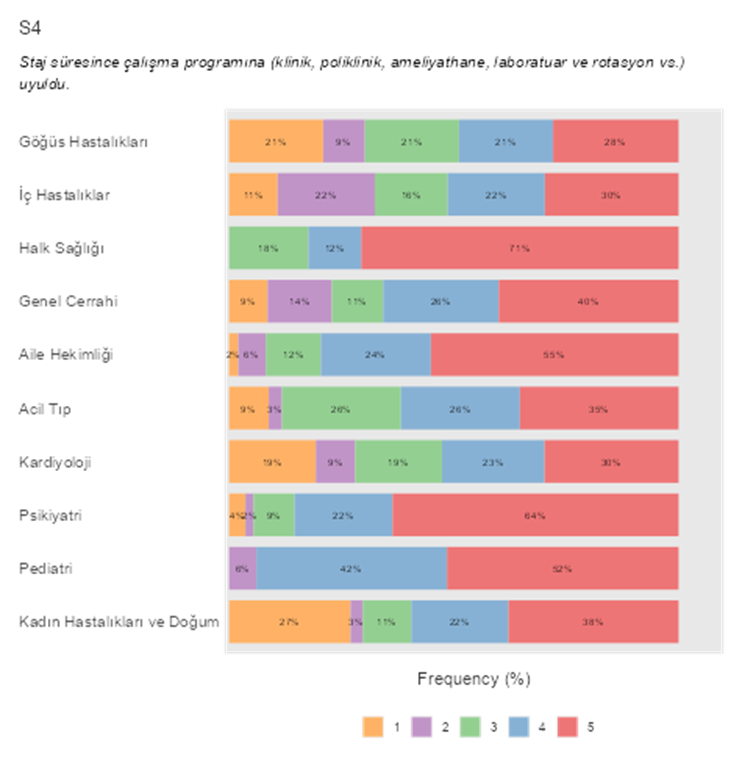 S4
Staj süresince çalışma programına (klinik, poliklinik, ameliyathane, laboratuar ve rotasyon vs.)
uyuldu.
Göğüs Hastalıkları 21% 9% 21% 21% 28%
İç Hastalıklar 11% 22% 16% 22% 30%
Halk Sağlığı 18% 12% 71%
Genel Cerrahi 9% 14% 11% 26% 40%
Aile Hekimliği 2% 6% 12% 24% 55%
Acil Tıp 9% 3% 26% 26% 35%
Kardiyoloji 19% 9% 19% 23% 30%
Psikiyatri 4% 2% 9% 22% 64%
Pediatri 6% 42% 52%
Kadın Hastalıkları ve Doğum 27% 3% 11% 22% 38%
Frequency (%)
1 2 3 4 5